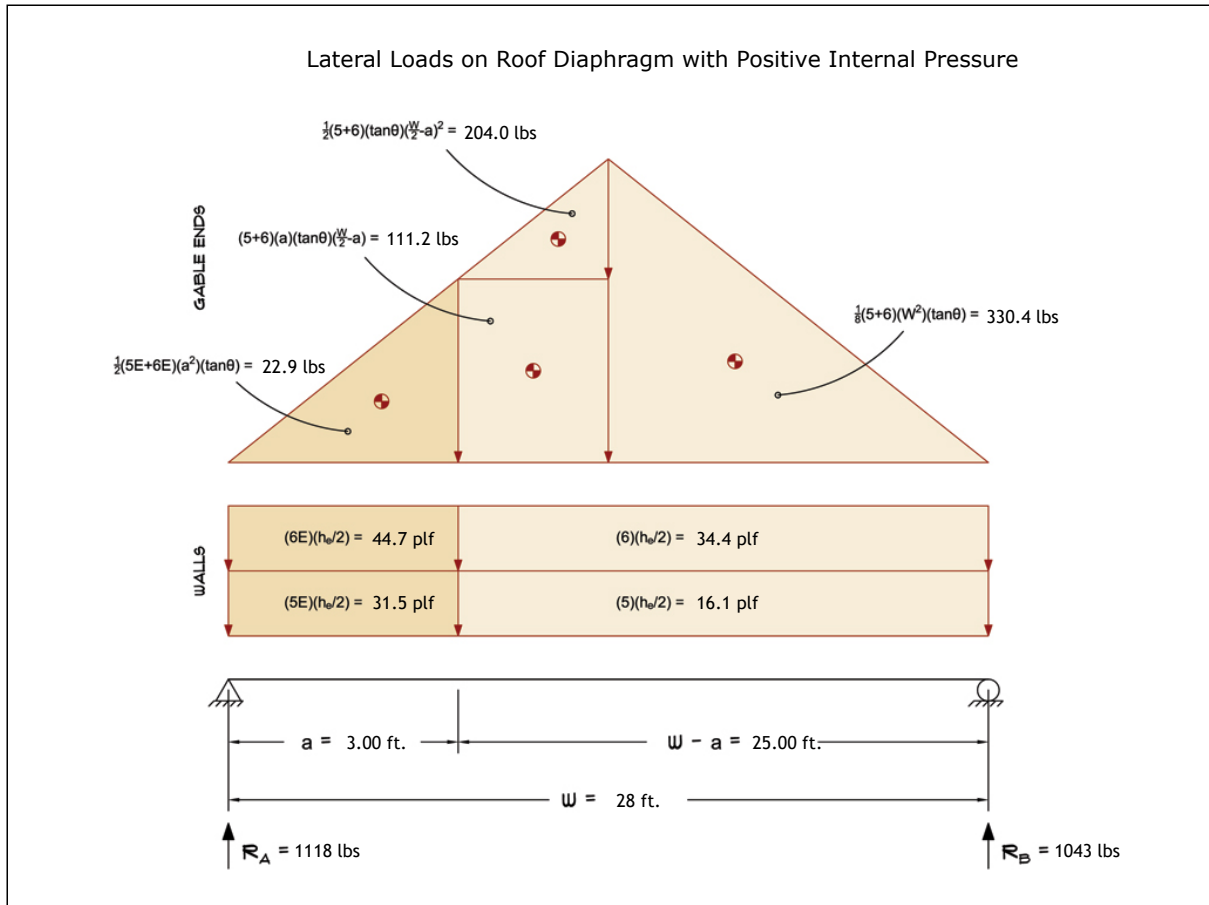 Lateral Loads on Roof Diaphragm with Positive Internal Pressure
½(5+6)(tanθ)(W/2-a)² = 204.0 lbs
GABLE ENDS
(5+6)(a)(tanθ)(W/2-a) = 111.2 lbs
⅛(5+6)(W²)(tanθ) = 330.4 lbs
½(5E+6E)(a²)(tanθ) = 22.9 lbs
WALLS
(6E)(hₑ/2) = 44.7 plf
(6)(hₑ/2) = 34.4 plf
(5E)(hₑ/2) = 31.5 plf
(5)(hₑ/2) = 16.1 plf
a = 3.00 ft.
W - a = 25.00 ft.
W = 28 ft.
R_A = 1118 lbs
R_B = 1043 lbs